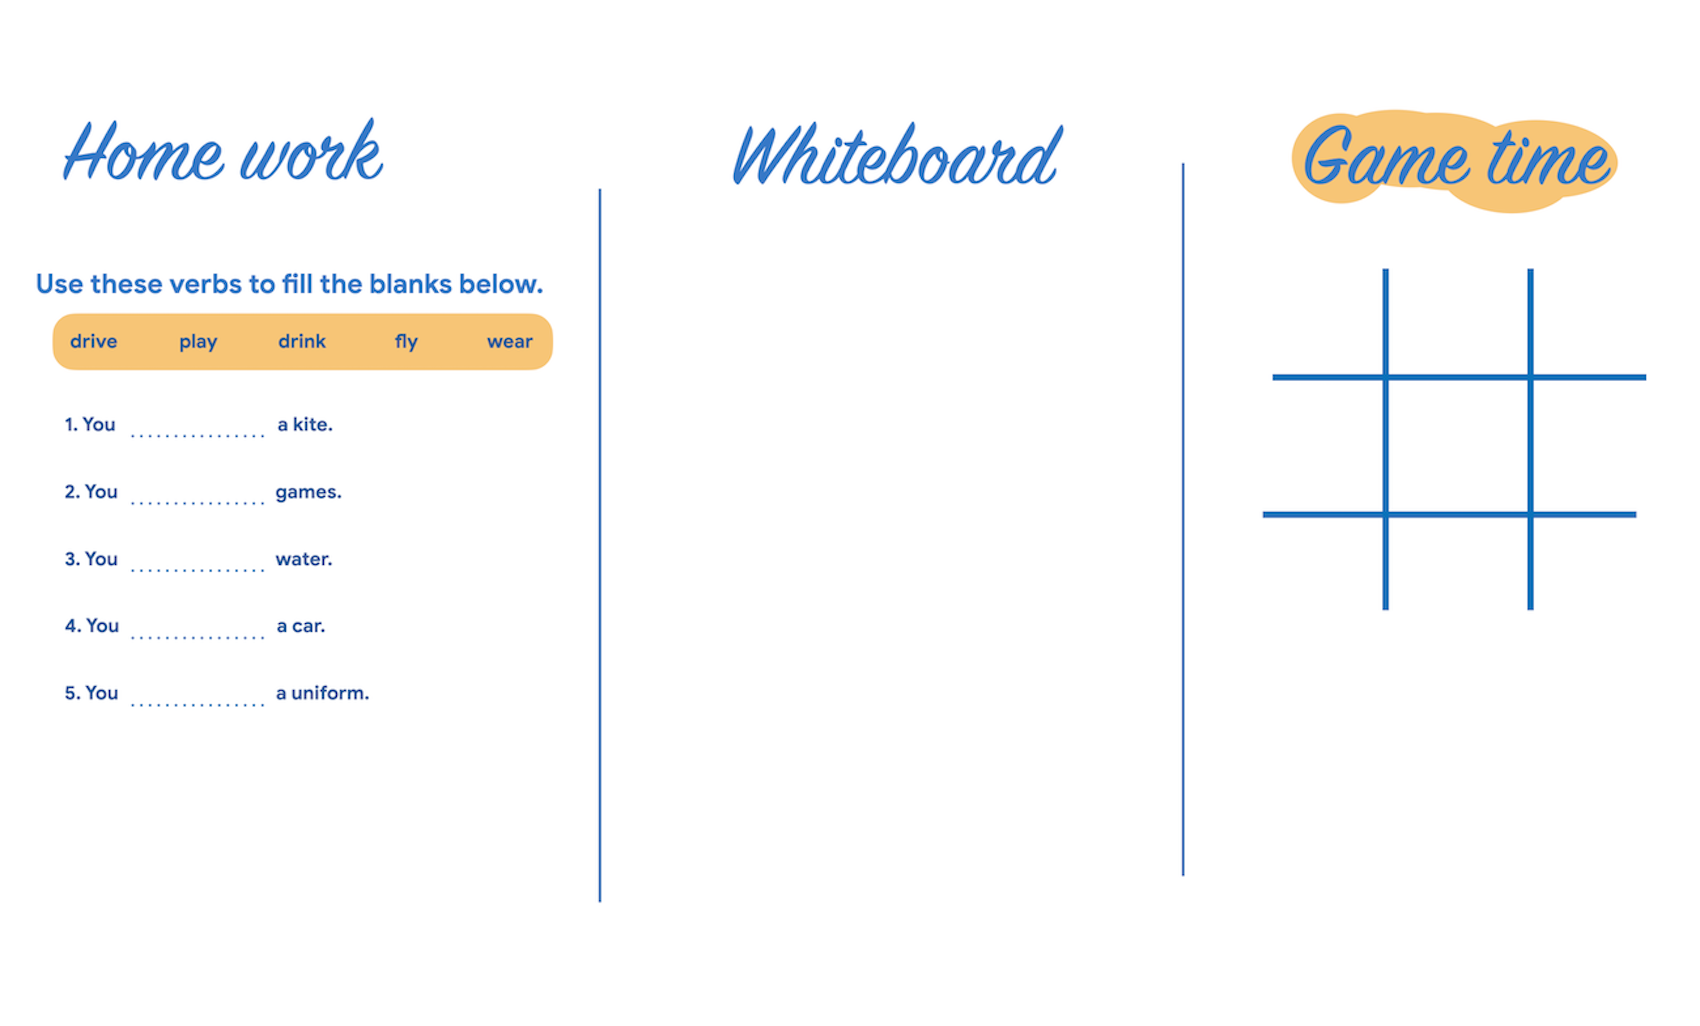 Home work
Use these verbs to fill the blanks below.
drive play drink fly wear
1. You ................ a kite.
2. You ................ games.
3. You ................ water.
4. You ................ a car.
5. You ................ a uniform.
Whiteboard
Game time